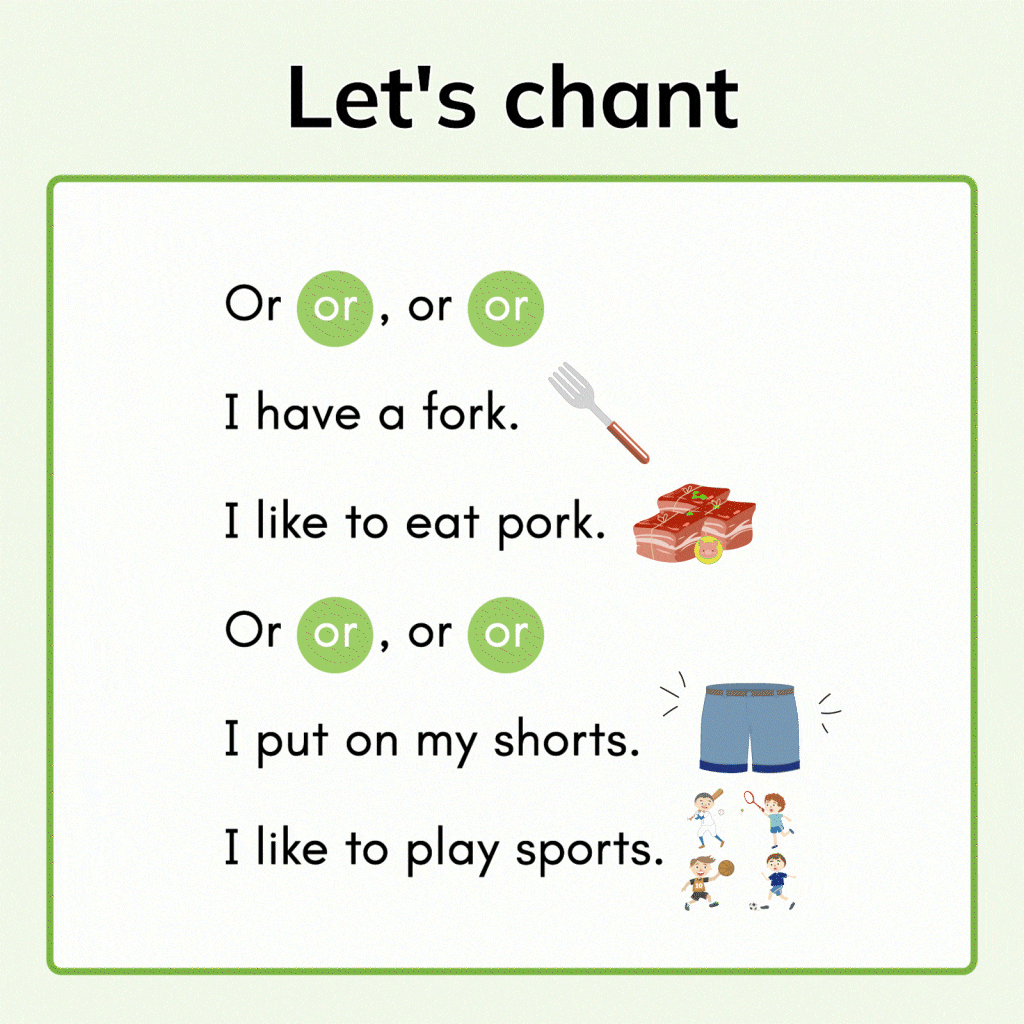 Let's chant
Or or, or or
I have a fork.
I like to eat pork.
Or or, or or
I put on my shorts.
I like to play sports.